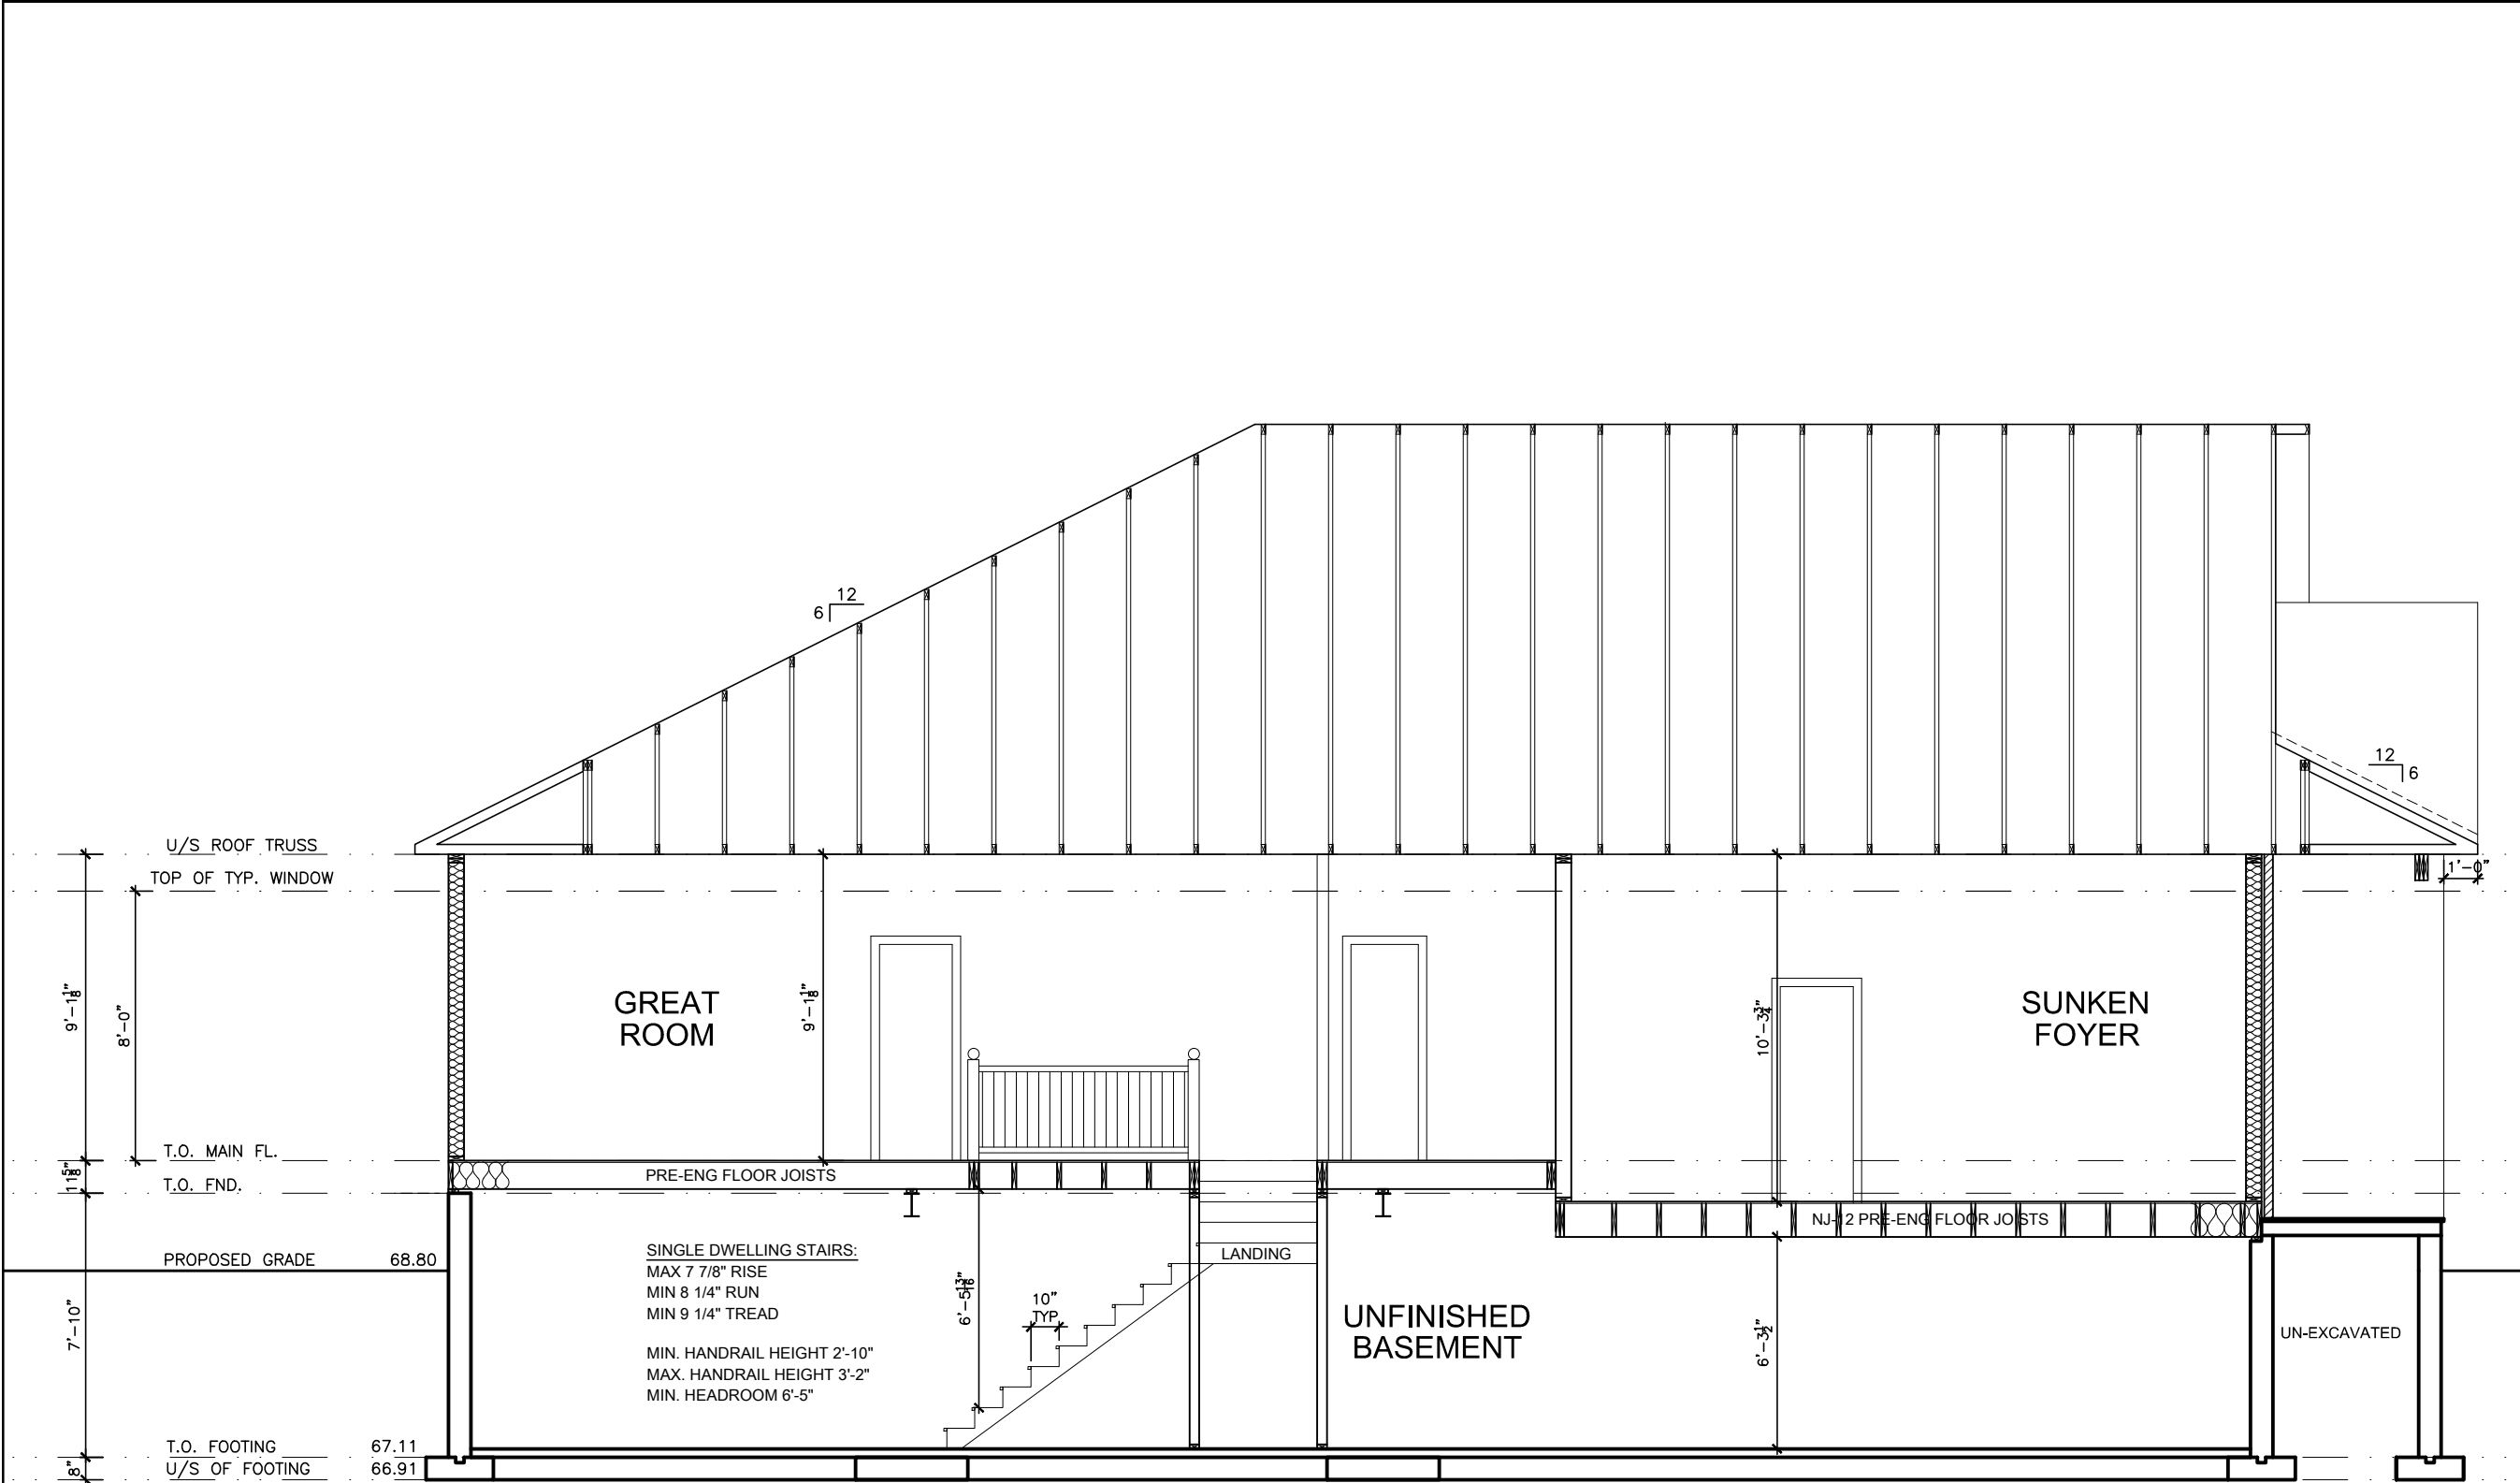 12
6
12
6
U/S ROOF TRUSS
TOP OF TYP. WINDOW
1'-0"
9'-1 1/8"
8'-0"
GREAT
ROOM
9'-1 1/8"
10'-3 3/4"
SUNKEN
FOYER
T.O. MAIN FL.
11 5/8"
T.O. FND.
PRE-ENG FLOOR JOISTS
NJ-12 PRE-ENG FLOOR JOISTS
PROPOSED GRADE 68.80
SINGLE DWELLING STAIRS:
MAX 7 7/8" RISE
MIN 8 1/4" RUN
MIN 9 1/4" TREAD
MIN. HANDRAIL HEIGHT 2'-10"
MAX. HANDRAIL HEIGHT 3'-2"
MIN. HEADROOM 6'-5"
LANDING
6'-5 13/16"
10"
TYP
7'-10"
UNFINISHED
BASEMENT
6'-3 1/2"
UN-EXCAVATED
T.O. FOOTING 67.11
U/S OF FOOTING 66.91
8"